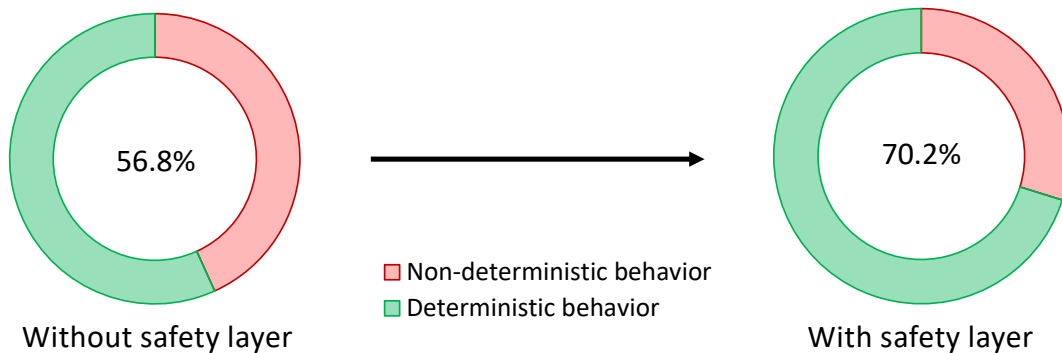 56.8%
70.2%
Non-deterministic behavior
Deterministic behavior
Without safety layer
With safety layer